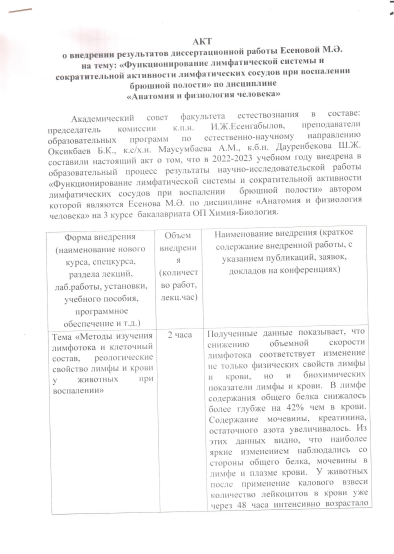 АКТ
о внедрении результатов диссертационной работы Есеновой М.Ә.
на тему: «Функционирование лимфатической системы и
сократительной активности лимфатических сосудов при воспалении
брюшной полости» по дисциплине
«Анатомия и физиология человека»
Академический совет факультета естествознания в составе:
председатель комиссии к.п.н. И.Ж.Есенгабылов, преподаватели
образовательных программ по естественно-научному направлению
Оксикбаев Б.К., к.с/х.н. Маусумбаева А.М., к.б.н. Дауренбекова Ш.Ж.
составили настоящий акт о том, что в 2022-2023 учебном году внедрена в
образовательный процесс результаты научно-исследовательской работы
«Функционирование лимфатической системы и сократительной активности
лимфатических сосудов при воспалении брюшной полости» автором
которой являются Есенова М.Ә. по дисциплине «Анатомия и физиология
человека» на 3 курсе бакалавриата ОП Химия-Биология.
Форма внедрения
(наименование нового
курса, спецкурса,
раздела лекций,
лаб.работы, установки,
учебного пособия,
программное
обеспечение и т.д.)
Объем
внедрени
я
(количест
во работ,
лекц.час)
Наименование внедрения (краткое
содержание внедренной работы, с
указанием публикаций, заявок,
докладов на конференциях)
Тема «Методы изучения
лимфотока и клеточный
состав, реологические
свойство лимфы и крови
у животных при
воспалении»
2 часа
Полученные данные показывает, что
снижению объемной скорости
лимфотока соответствует изменение
не только физических свойств лимфы
и крови, но и биохимических
показатели лимфы и крови. В лимфе
содержания общего белка снижалось
более глубже на 42% чем в крови.
Содержание мочевины, креатинина,
остаточного азота увеличивалось. Из
этих данных видно, что наиболее
яркие изменением наблюдались со
стороны общего белка, мочевины в
лимфе и плазме крови. У животных
после применение калового взвеси
количество лейкоцитов в крови уже
через 48 часа интенсивно возрастало